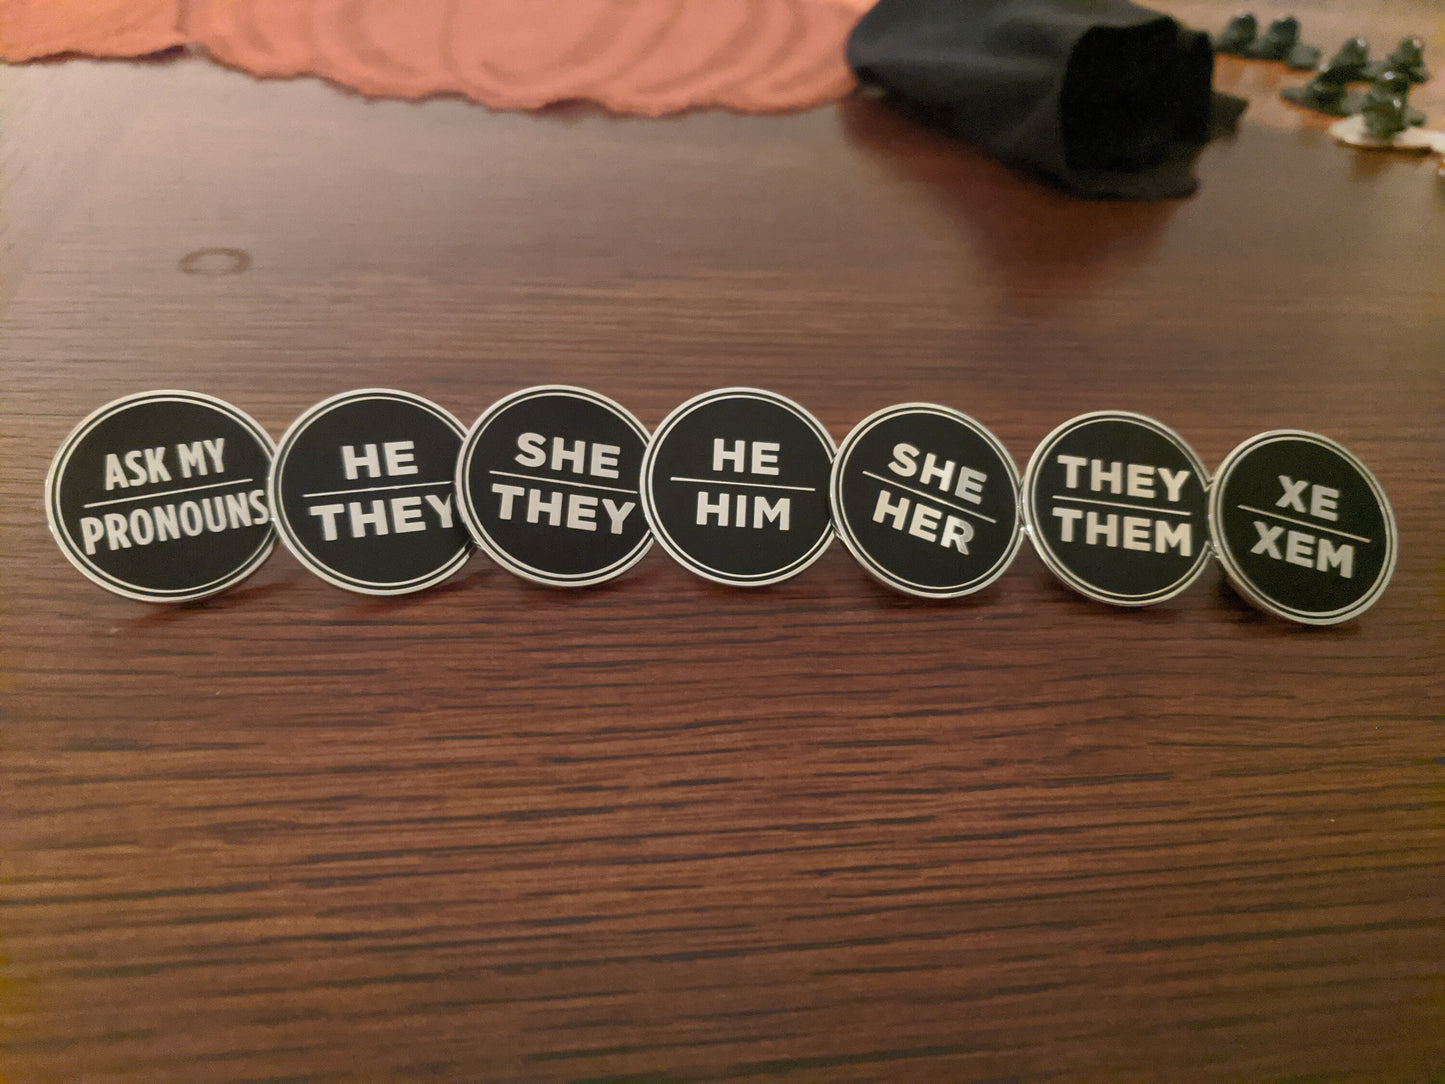 ASK MY
PRONOUNS
HE
THEY
SHE
THEY
HE
HIM
SHE
HER
THEY
THEM
XE
XEM